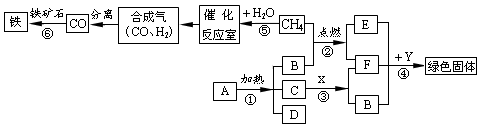 铁 铁矿石 ⑥ CO 分离 合成气 (CO、H₂) 催化 反应室 +H₂O ⑤ CH₄ 点燃 ② E
B F +Y ④ 绿色固体
A 加热 ① C X ③ B
D